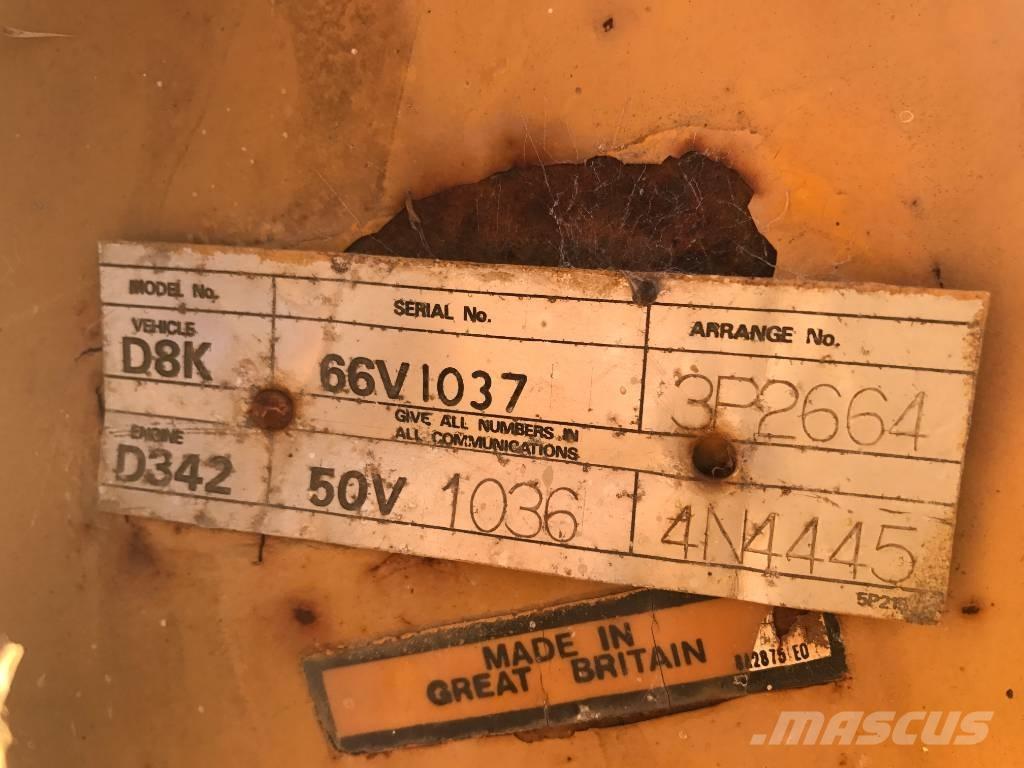 MODEL No.
SERIAL No.
ARRANGE No.
VEHICLE
D8K
66V1037
3P2664
GIVE ALL NUMBERS IN
ALL COMMUNICATIONS
ENGINE
D342
50V 1036
4N4445
MADE IN
GREAT BRITAIN
MASCUS